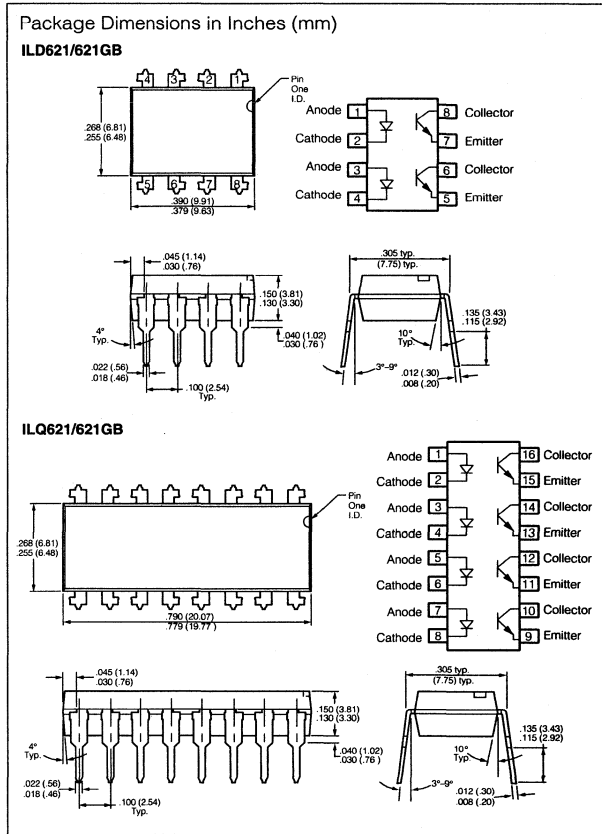 Package Dimensions in Inches (mm)
ILD621/621GB
4 3 2 1
Pin
One
I.D.
.268 (6.81)
.255 (6.48)
5 6 7 8
.390 (9.91)
.379 (9.63)
Anode 1 8 Collector
Cathode 2 7 Emitter
Anode 3 6 Collector
Cathode 4 5 Emitter
.045 (1.14)
.030 (.76)
.150 (3.81)
.130 (3.30)
4°
Typ.
.040 (1.02)
.030 (.76 )
.022 (.56)
.018 (.46)
.100 (2.54)
Typ.
.305 typ.
(7.75) typ.
.135 (3.43)
.115 (2.92)
10°
Typ.
3°–9°
.012 (.30)
.008 (.20)
ILQ621/621GB
Pin
One
I.D.
.268 (6.81)
.255 (6.48)
.790 (20.07)
.779 (19.77 )
Anode 1 16 Collector
Cathode 2 15 Emitter
Anode 3 14 Collector
Cathode 4 13 Emitter
Anode 5 12 Collector
Cathode 6 11 Emitter
Anode 7 10 Collector
Cathode 8 9 Emitter
.045 (1.14)
.030 (.76)
.150 (3.81)
.130 (3.30)
4°
Typ.
.040 (1.02)
.030 (.76 )
.022 (.56)
.018 (.46)
.100 (2.54)
Typ.
.305 typ.
(7.75) typ.
.135 (3.43)
.115 (2.92)
10°
Typ.
3°–9°
.012 (.30)
.008 (.20)